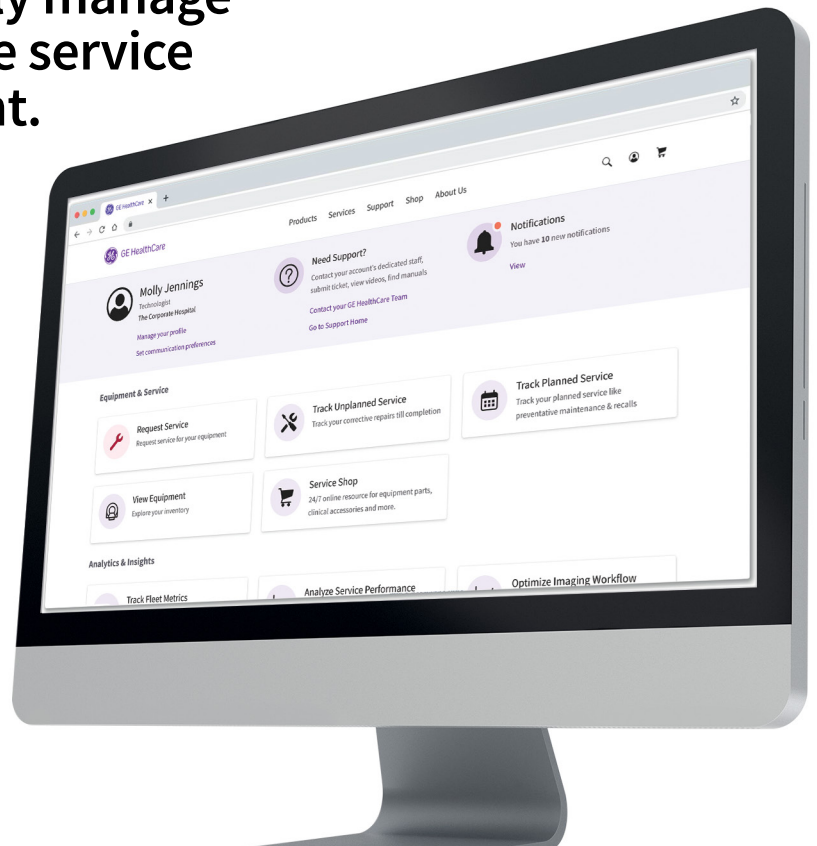 manage
service
GE HealthCare
GE HealthCare
Products Services Support Shop About Us
Molly Jennings
Technologist
The Corporate Hospital
Manage your profile
Set communication preferences
Need Support?
Contact your account's dedicated staff,
submit ticket, view videos, find manuals
Contact your GE HealthCare Team
Go to Support Home
Notifications
You have 10 new notifications
View
Equipment & Service
Request Service
Request service for your equipment
Track Unplanned Service
Track your corrective repairs till completion
Track Planned Service
Track your planned service like
preventative maintenance & recalls
View Equipment
Explore your inventory
Service Shop
24/7 online resource for equipment parts,
clinical accessories and more.
Analytics & Insights
Track Fleet Metrics
Analyze Service Performance
Optimize Imaging Workflow